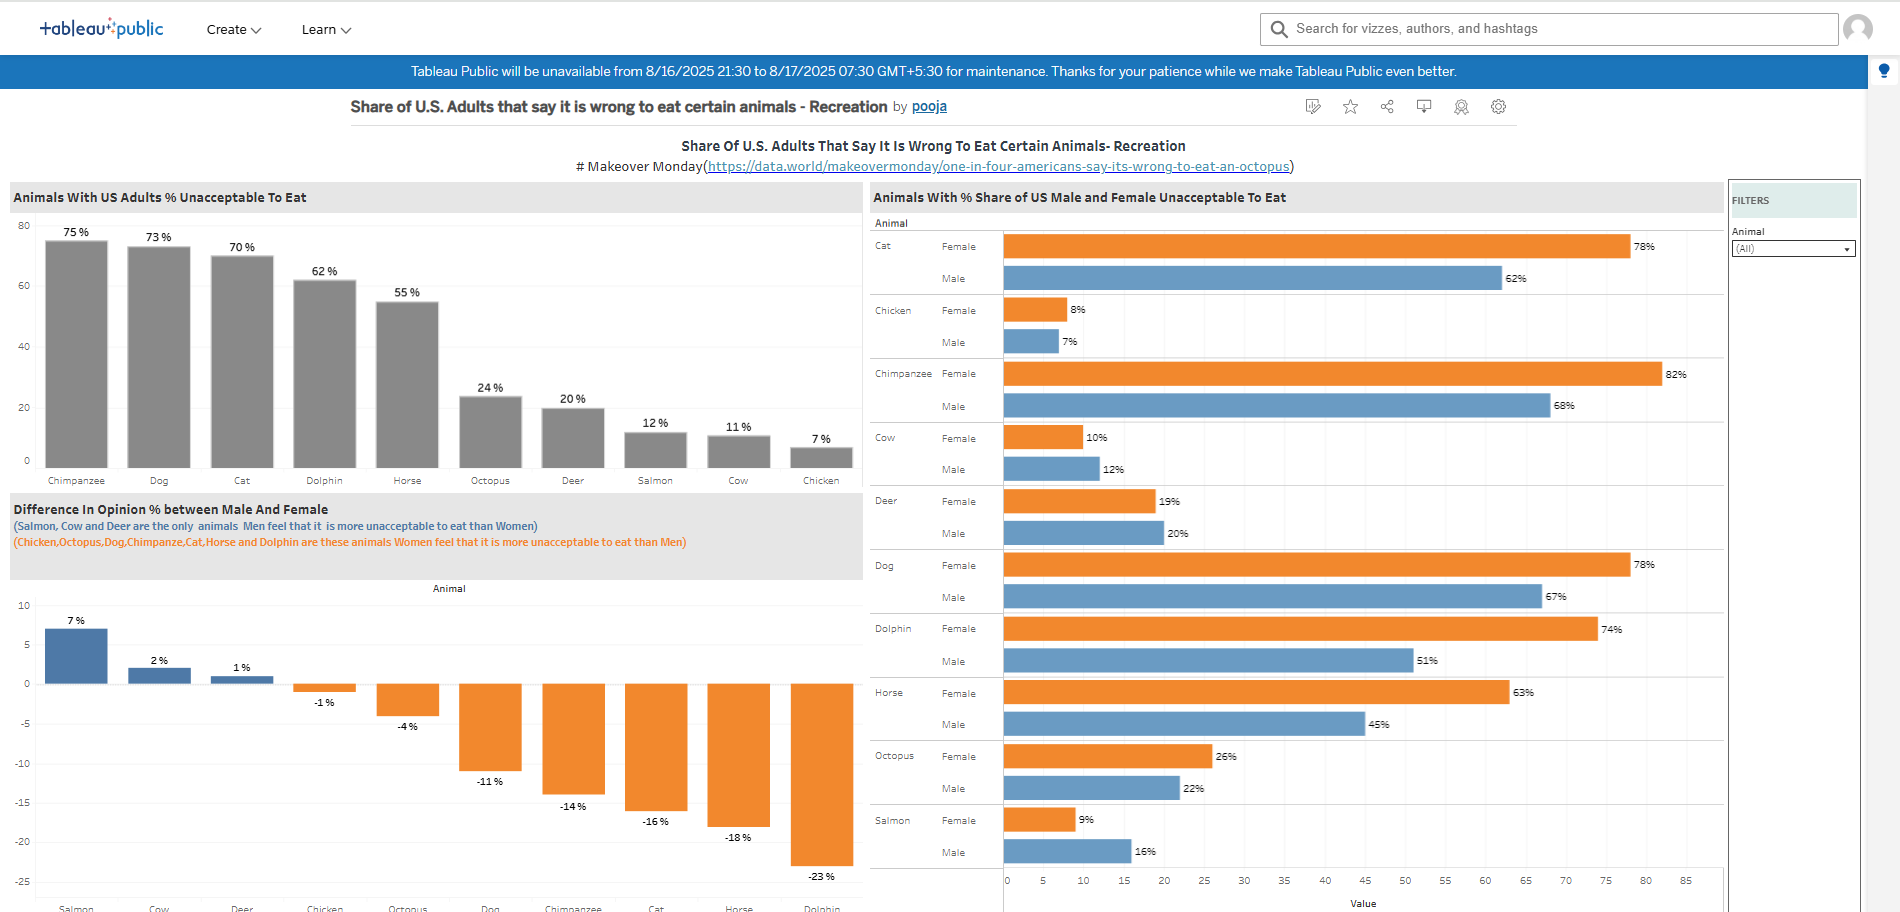 tableau public
Create
Learn
Search for vizzes, authors, and hashtags
Tableau Public will be unavailable from 8/16/2025 21:30 to 8/17/2025 07:30 GMT+5:30 for maintenance. Thanks for your patience while we make Tableau Public even better.
Share of U.S. Adults that say it is wrong to eat certain animals - Recreation by pooja
Share Of U.S. Adults That Say It Is Wrong To Eat Certain Animals- Recreation
# Makeover Monday(https://data.world/makeovermonday/one-in-four-americans-say-its-wrong-to-eat-an-octopus)
Animals With US Adults % Unacceptable To Eat
80
60
40
20
0
75 %
73 %
70 %
62 %
55 %
24 %
20 %
12 %
11 %
7 %
Chimpanzee
Dog
Cat
Dolphin
Horse
Octopus
Deer
Salmon
Cow
Chicken
Difference In Opinion % between Male And Female
(Salmon, Cow and Deer are the only animals Men feel that it is more unacceptable to eat than Women)
(Chicken,Octopus,Dog,Chimpanze,Cat,Horse and Dolphin are these animals Women feel that it is more unacceptable to eat than Men)
Animal
10
5
0
-5
-10
-15
-20
-25
7 %
2 %
1 %
-1 %
-4 %
-11 %
-14 %
-16 %
-18 %
-23 %
Salmon
Cow
Deer
Chicken
Octopus
Dog
Chimpanzee
Cat
Horse
Dolphin
Animals With % Share of US Male and Female Unacceptable To Eat
Animal
Cat Female 78%
Male 62%
Chicken Female 8%
Male 7%
Chimpanzee Female 82%
Male 68%
Cow Female 10%
Male 12%
Deer Female 19%
Male 20%
Dog Female 78%
Male 67%
Dolphin Female 74%
Male 51%
Horse Female 63%
Male 45%
Octopus Female 26%
Male 22%
Salmon Female 9%
Male 16%
0 5 10 15 20 25 30 35 40 45 50 55 60 65 70 75 80 85
Value
FILTERS
Animal
(All)